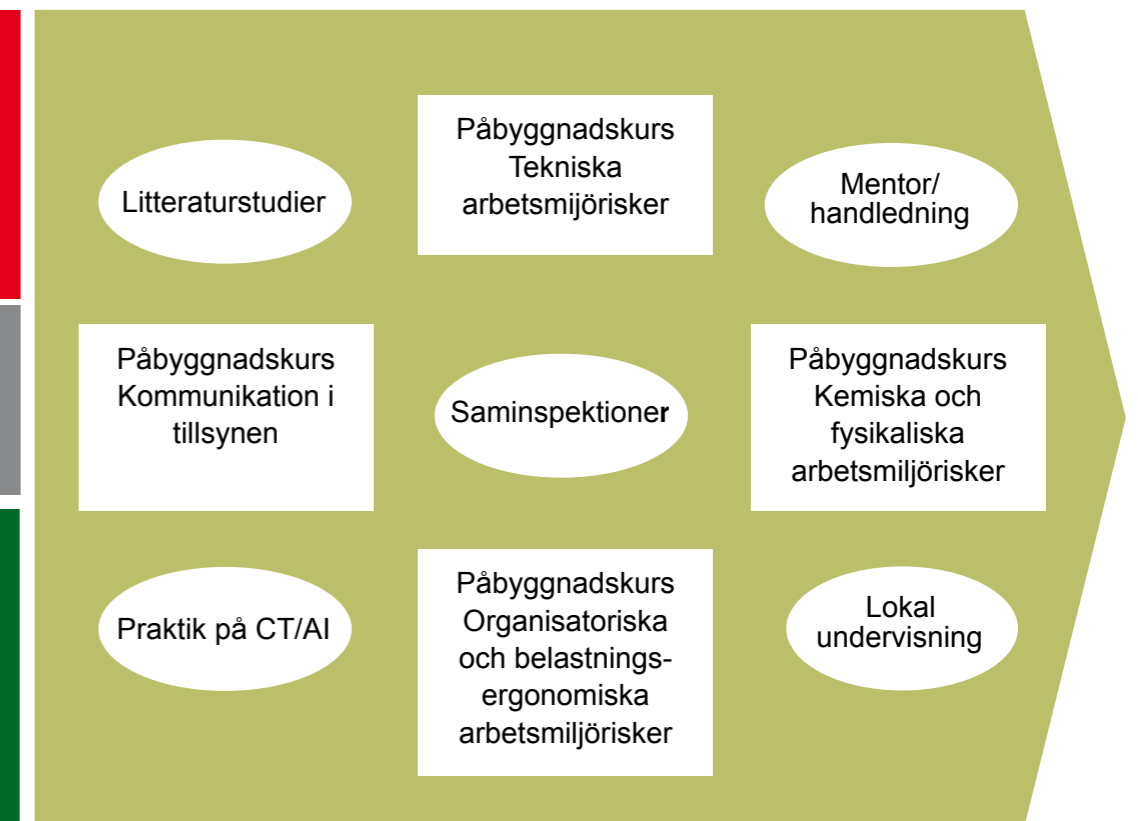 Påbyggnadskurs
Tekniska
arbetsmijörisker
Litteraturstudier
Mentor/
handledning
Påbyggnadskurs
Kommunikation i
tillsynen
Saminspektioner
Påbyggnadskurs
Kemiska och
fysikaliska
arbetsmiljörisker
Praktik på CT/AI
Påbyggnadskurs
Organisatoriska
och belastnings-
ergonomiska
arbetsmiljörisker
Lokal
undervisning